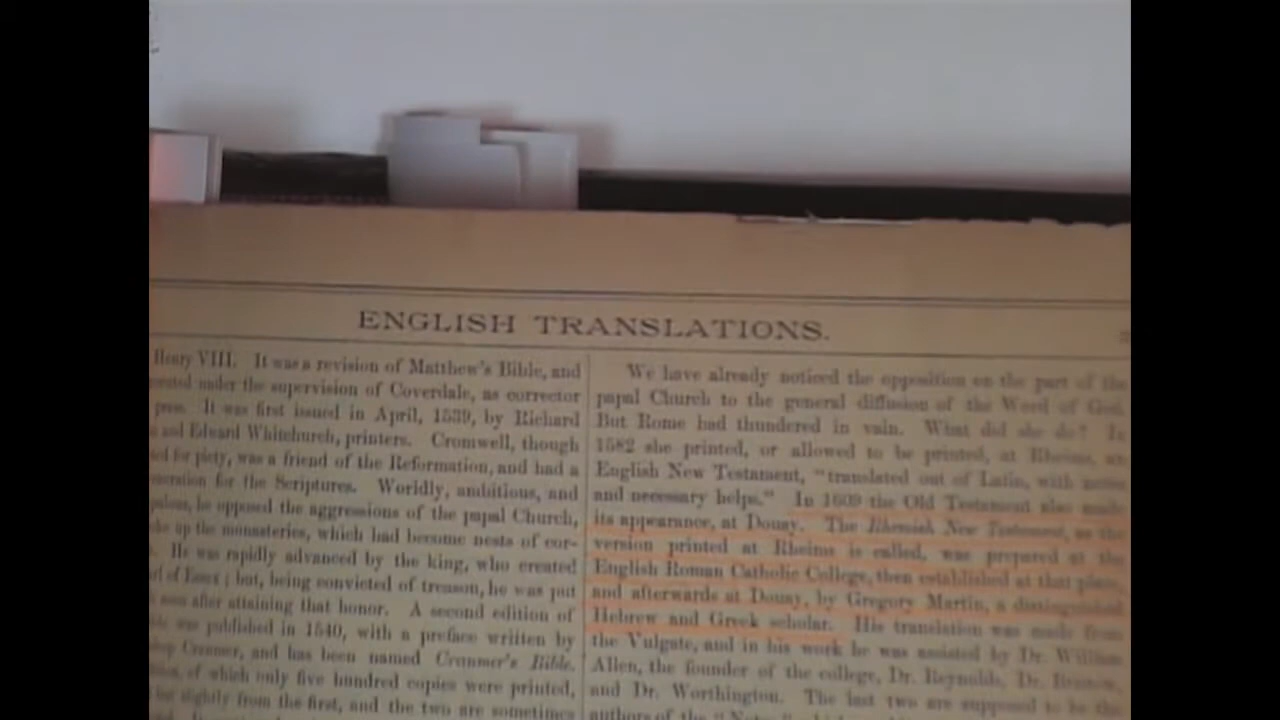 ENGLISH TRANSLATIONS.
Henry VIII. It was a revision of Matthew's Bible, and
under the supervision of Coverdale, as corrector
press. It was first issued in April, 1539, by Richard
and Edward Whitchurch, printers. Cromwell, though
for piety, was a friend of the Reformation, and had a
for the Scriptures. Worldly, ambitious, and
he opposed the aggressions of the papal Church,
up the monasteries, which had become nests of cor-
He was rapidly advanced by the king, who created
of Essex; but, being convicted of treason, he was put
soon after attaining that honor. A second edition of
was published in 1540, with a preface written by
Cranmer, and has been named Cranmer's Bible.
of which only five hundred copies were printed,
but slightly from the first, and the two are sometimes
We have already noticed the opposition on the part of the
papal Church to the general diffusion of the Word of God.
But Rome had thundered in vain. What did she do? In
1582 she printed, or allowed to be printed, at Rheims, an
English New Testament, "translated out of Latin, with notes
and necessary helps." In 1609 the Old Testament also made
its appearance, at Douay. The Rhemish New Testament, as the
version printed at Rheims is called, was prepared at the
English Roman Catholic College, then established at that place,
and afterwards at Douay, by Gregory Martin, a distinguished
Hebrew and Greek scholar. His translation was made from
the Vulgate, and in his work he was assisted by Dr. William
Allen, the founder of the college, Dr. Reynolds, Dr. Bristow,
and Dr. Worthington. The last two are supposed to be the
authors of the "Notes"